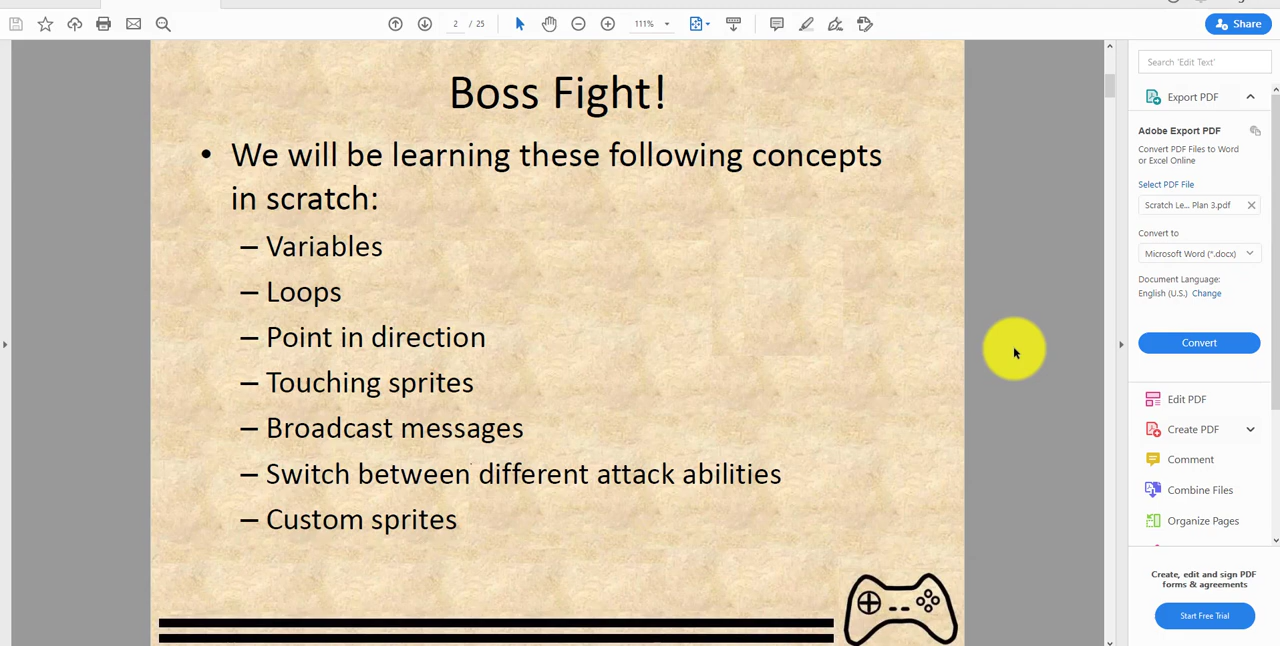 2 / 25
111%
Share
Boss Fight!
• We will be learning these following concepts
in scratch:
– Variables
– Loops
– Point in direction
– Touching sprites
– Broadcast messages
– Switch between different attack abilities
– Custom sprites
Search 'Edit Text'
Export PDF
Adobe Export PDF
Convert PDF Files to Word
or Excel Online
Select PDF File
Scratch Le... Plan 3.pdf
Convert to
Microsoft Word (*.docx)
Document Language:
English (U.S.) Change
Convert
Edit PDF
Create PDF
Comment
Combine Files
Organize Pages
Create, edit and sign PDF
forms & agreements
Start Free Trial